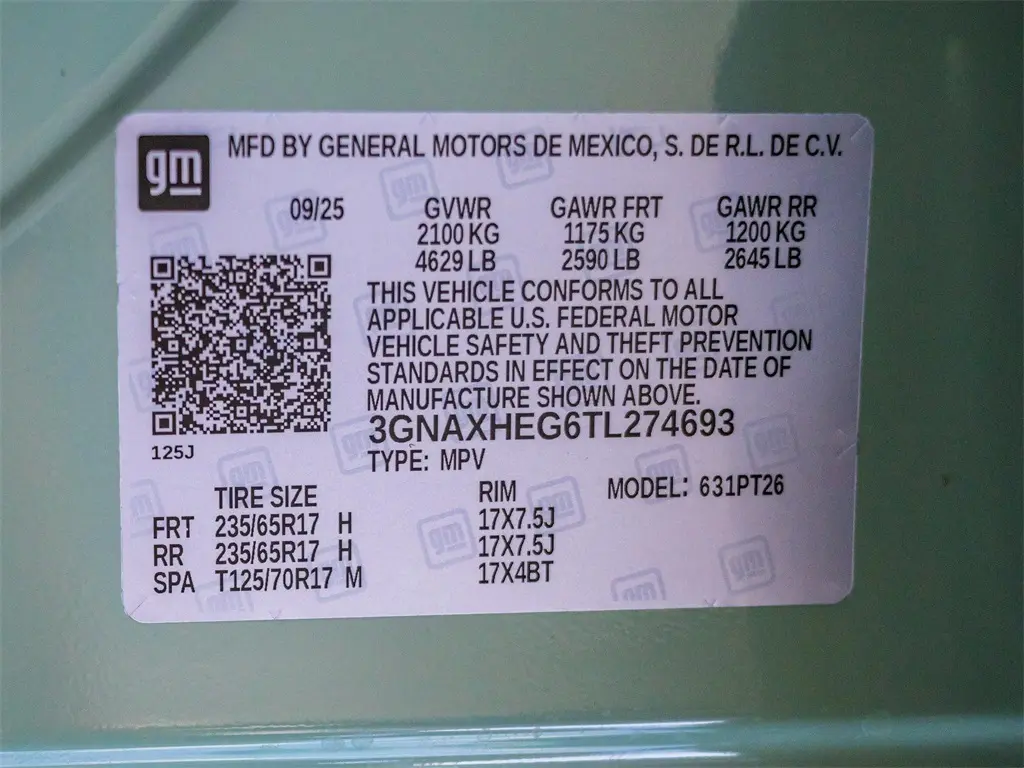 gm
MFD BY GENERAL MOTORS DE MEXICO, S. DE R.L. DE C.V.
09/25 GVWR GAWR FRT GAWR RR
2100 KG 1175 KG 1200 KG
4629 LB 2590 LB 2645 LB
THIS VEHICLE CONFORMS TO ALL
APPLICABLE U.S. FEDERAL MOTOR
VEHICLE SAFETY AND THEFT PREVENTION
STANDARDS IN EFFECT ON THE DATE OF
MANUFACTURE SHOWN ABOVE.
3GNAXHEG6TL274693
125J
TYPE: MPV
TIRE SIZE RIM MODEL: 631PT26
FRT 235/65R17 H 17X7.5J
RR 235/65R17 H 17X7.5J
SPA T125/70R17 M 17X4BT